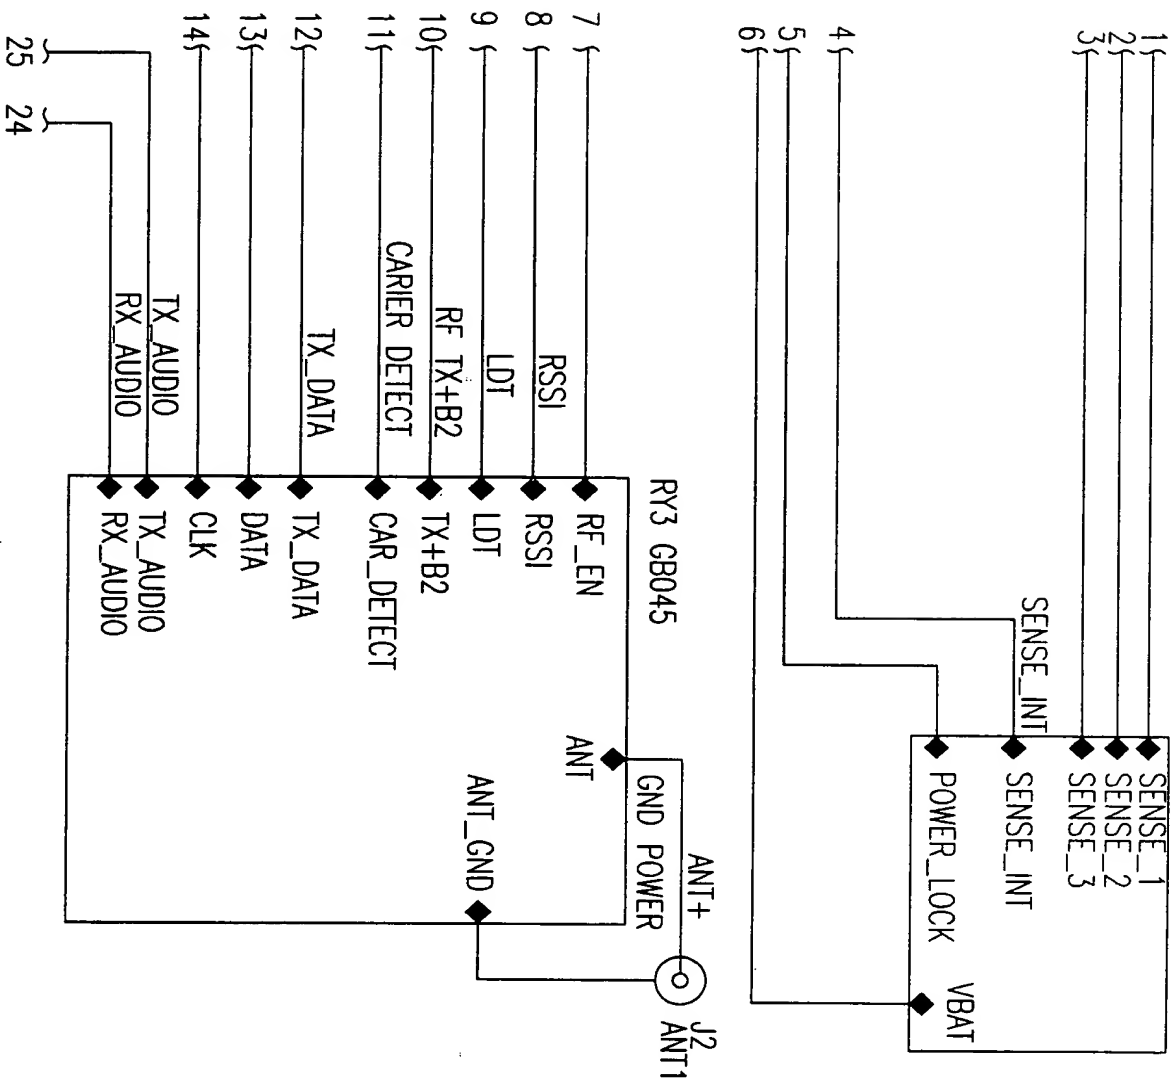 1
2
3
4
5
6
SENSE_INT
SENSE_1
SENSE_2
SENSE_3
SENSE_INT
POWER_LOCK
VBAT
7
8
9
10
11
12
13
14
25
24
RSSI
LDT
RF TX+B2
CARIER DETECT
TX_DATA
TX_AUDIO
RX_AUDIO
RY3 GB045
RF_EN
RSSI
LDT
TX+B2
CAR_DETECT
TX_DATA
DATA
CLK
TX_AUDIO
RX_AUDIO
ANT
GND POWER
ANT_GND
ANT+
J2
ANT1